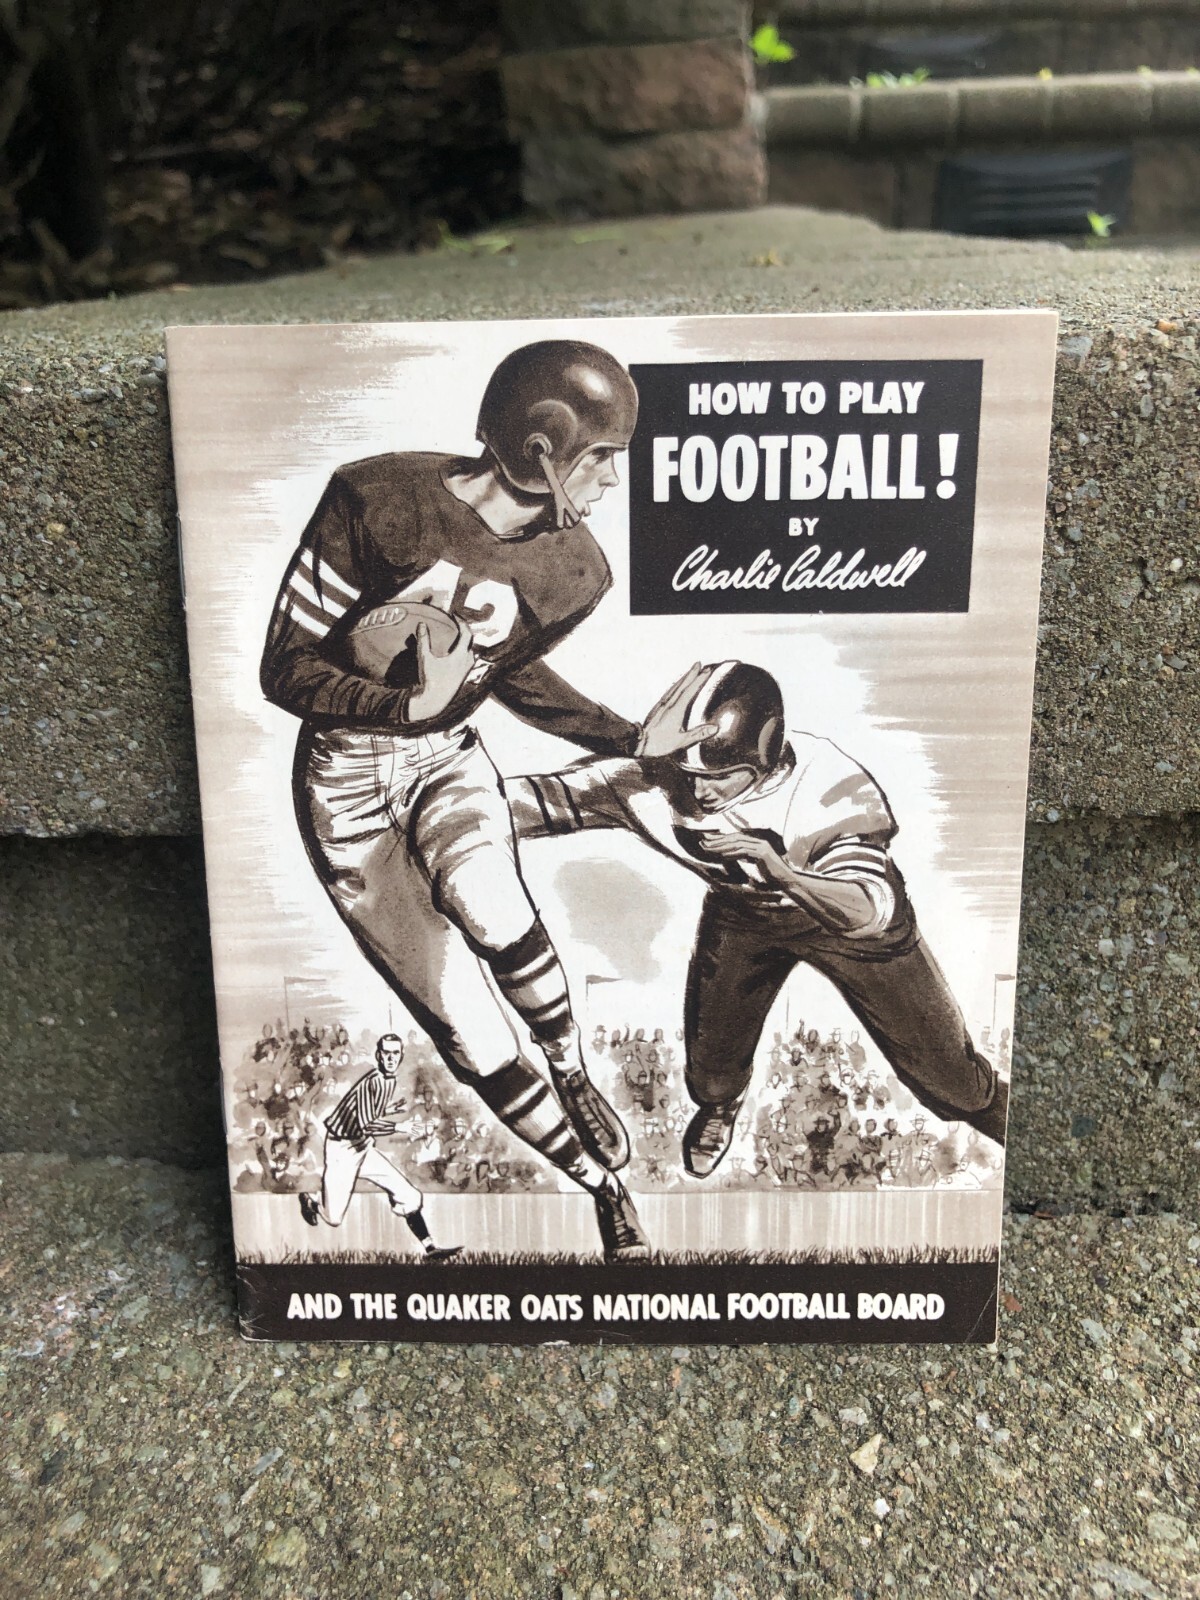 HOW TO PLAY
FOOTBALL!
BY
Charlie Caldwell
AND THE QUAKER OATS NATIONAL FOOTBALL BOARD